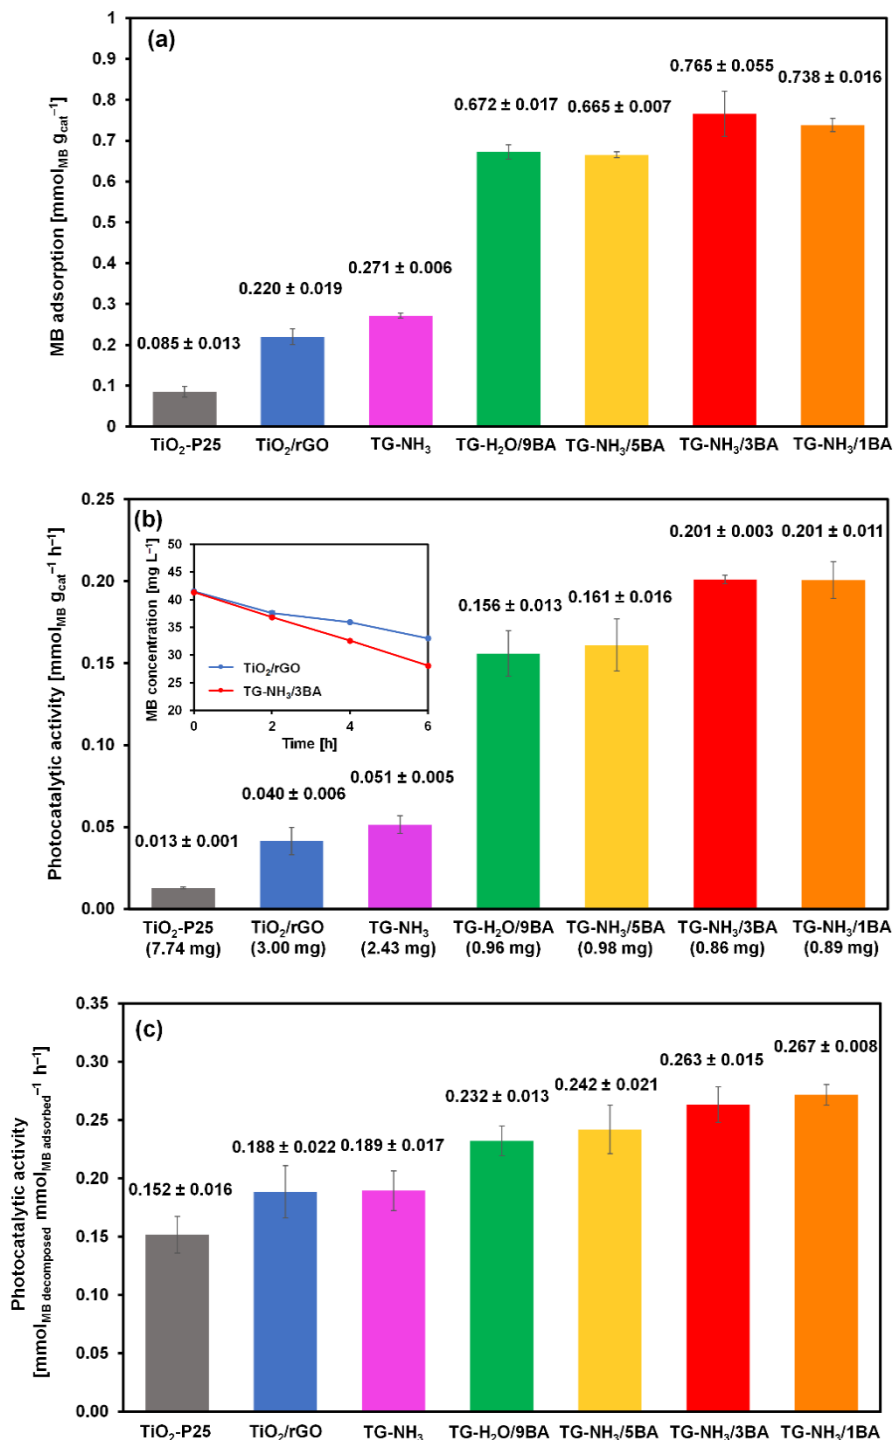 (a)
MB adsorption [mmol_MB g_cat⁻¹]
1
0.9
0.8
0.7
0.6
0.5
0.4
0.3
0.2
0.1
0
0.085 ± 0.013
0.220 ± 0.019
0.271 ± 0.006
0.672 ± 0.017
0.665 ± 0.007
0.765 ± 0.055
0.738 ± 0.016
TiO₂-P25
TiO₂/rGO
TG-NH₃
TG-H₂O/9BA
TG-NH₃/5BA
TG-NH₃/3BA
TG-NH₃/1BA
(b)
Photocatalytic activity [mmol_MB g_cat⁻¹ h⁻¹]
0.25
0.20
0.15
0.10
0.05
0.00
MB concentration [mg L⁻¹]
50
45
40
35
30
25
20
TiO₂/rGO
TG-NH₃/3BA
0
2
4
6
Time [h]
0.013 ± 0.001
0.040 ± 0.006
0.051 ± 0.005
0.156 ± 0.013
0.161 ± 0.016
0.201 ± 0.003
0.201 ± 0.011
TiO₂-P25
(7.74 mg)
TiO₂/rGO
(3.00 mg)
TG-NH₃
(2.43 mg)
TG-H₂O/9BA
(0.96 mg)
TG-NH₃/5BA
(0.98 mg)
TG-NH₃/3BA
(0.86 mg)
TG-NH₃/1BA
(0.89 mg)
(c)
Photocatalytic activity
[mmol_MB decomposed mmol_MB adsorbed⁻¹ h⁻¹]
0.35
0.30
0.25
0.20
0.15
0.10
0.05
0.00
0.152 ± 0.016
0.188 ± 0.022
0.189 ± 0.017
0.232 ± 0.013
0.242 ± 0.021
0.263 ± 0.015
0.267 ± 0.008
TiO₂-P25
TiO₂/rGO
TG-NH₃
TG-H₂O/9BA
TG-NH₃/5BA
TG-NH₃/3BA
TG-NH₃/1BA